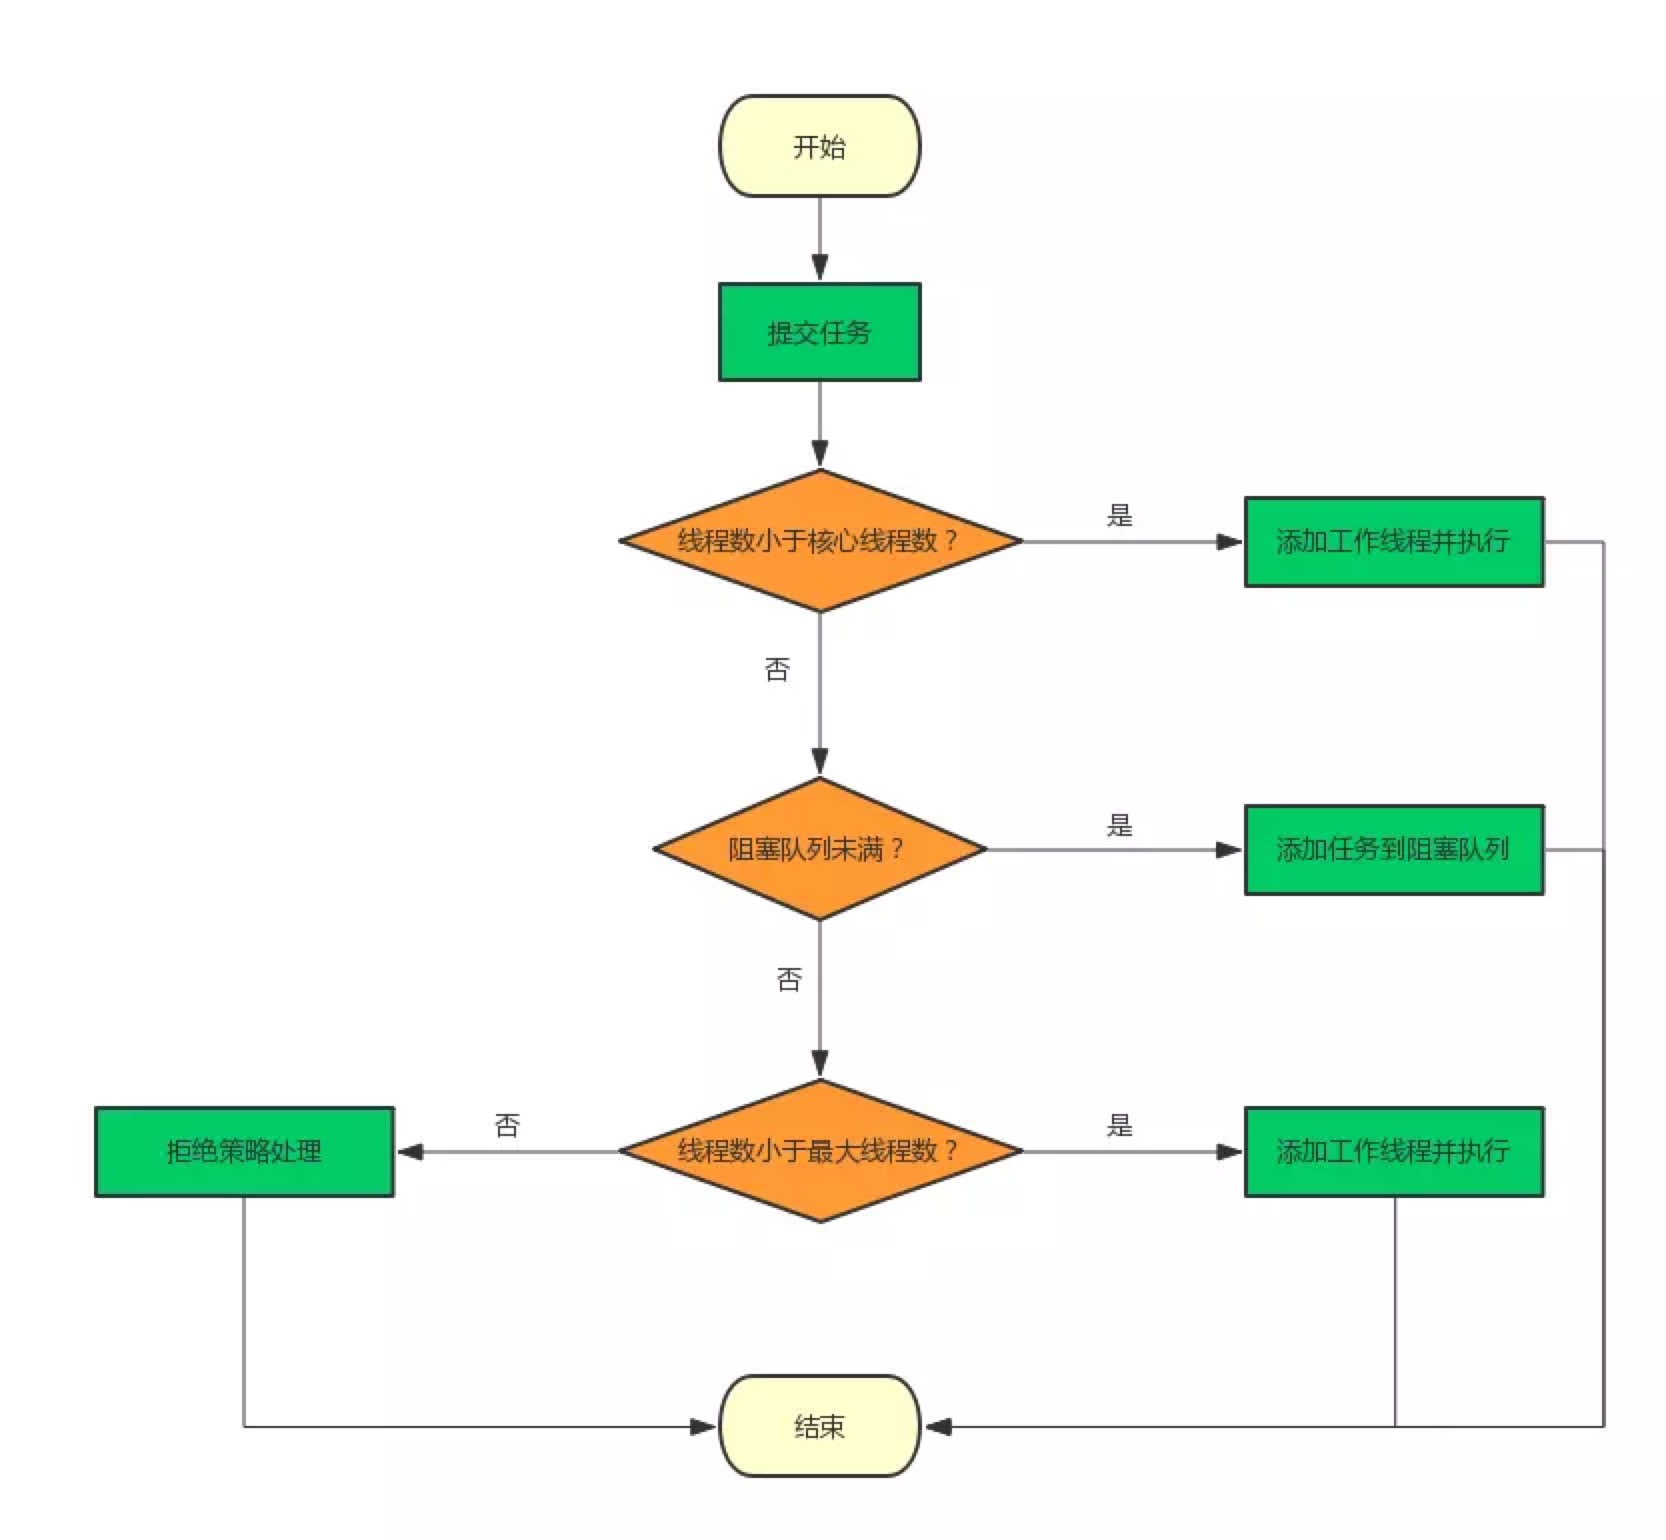 开始
提交任务
线程数小于核心线程数？
是
添加工作线程并执行
否
阻塞队列未满？
是
添加任务到阻塞队列
否
拒绝策略处理
否
线程数小于最大线程数？
是
添加工作线程并执行
结束